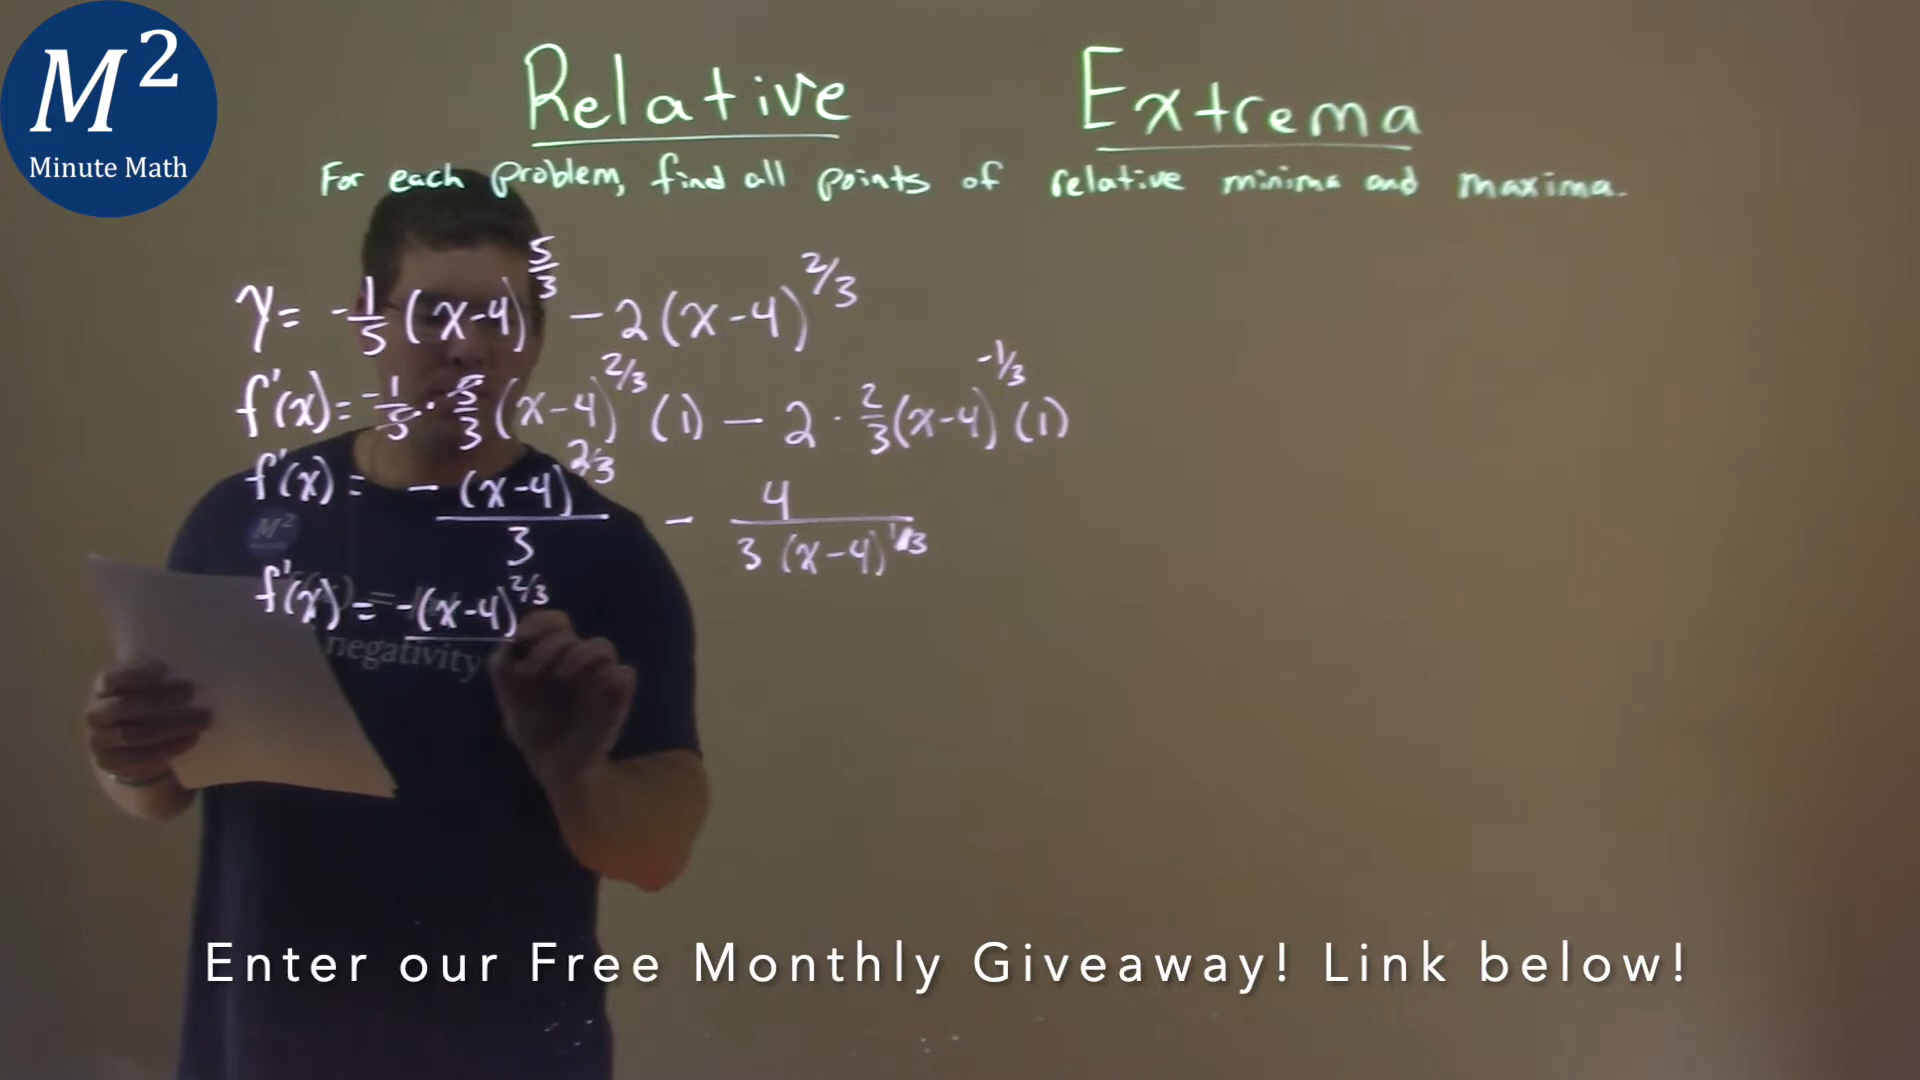 M²
Minute Math
Relative Extrema
For each problem, find all points of relative minima and maxima.
y = -1/5 (x-4)^5/3 - 2(x-4)^2/3
f'(x) = -1/5 · 5/3 (x-4)^2/3 (1) - 2 · 2/3 (x-4)^-1/3 (1)
f'(x) = - (x-4)^2/3 / 3 - 4 / 3(x-4)^1/3
M²
f'(x) = -(x-4)^2/3
negativity
Enter our Free Monthly Giveaway! Link below!